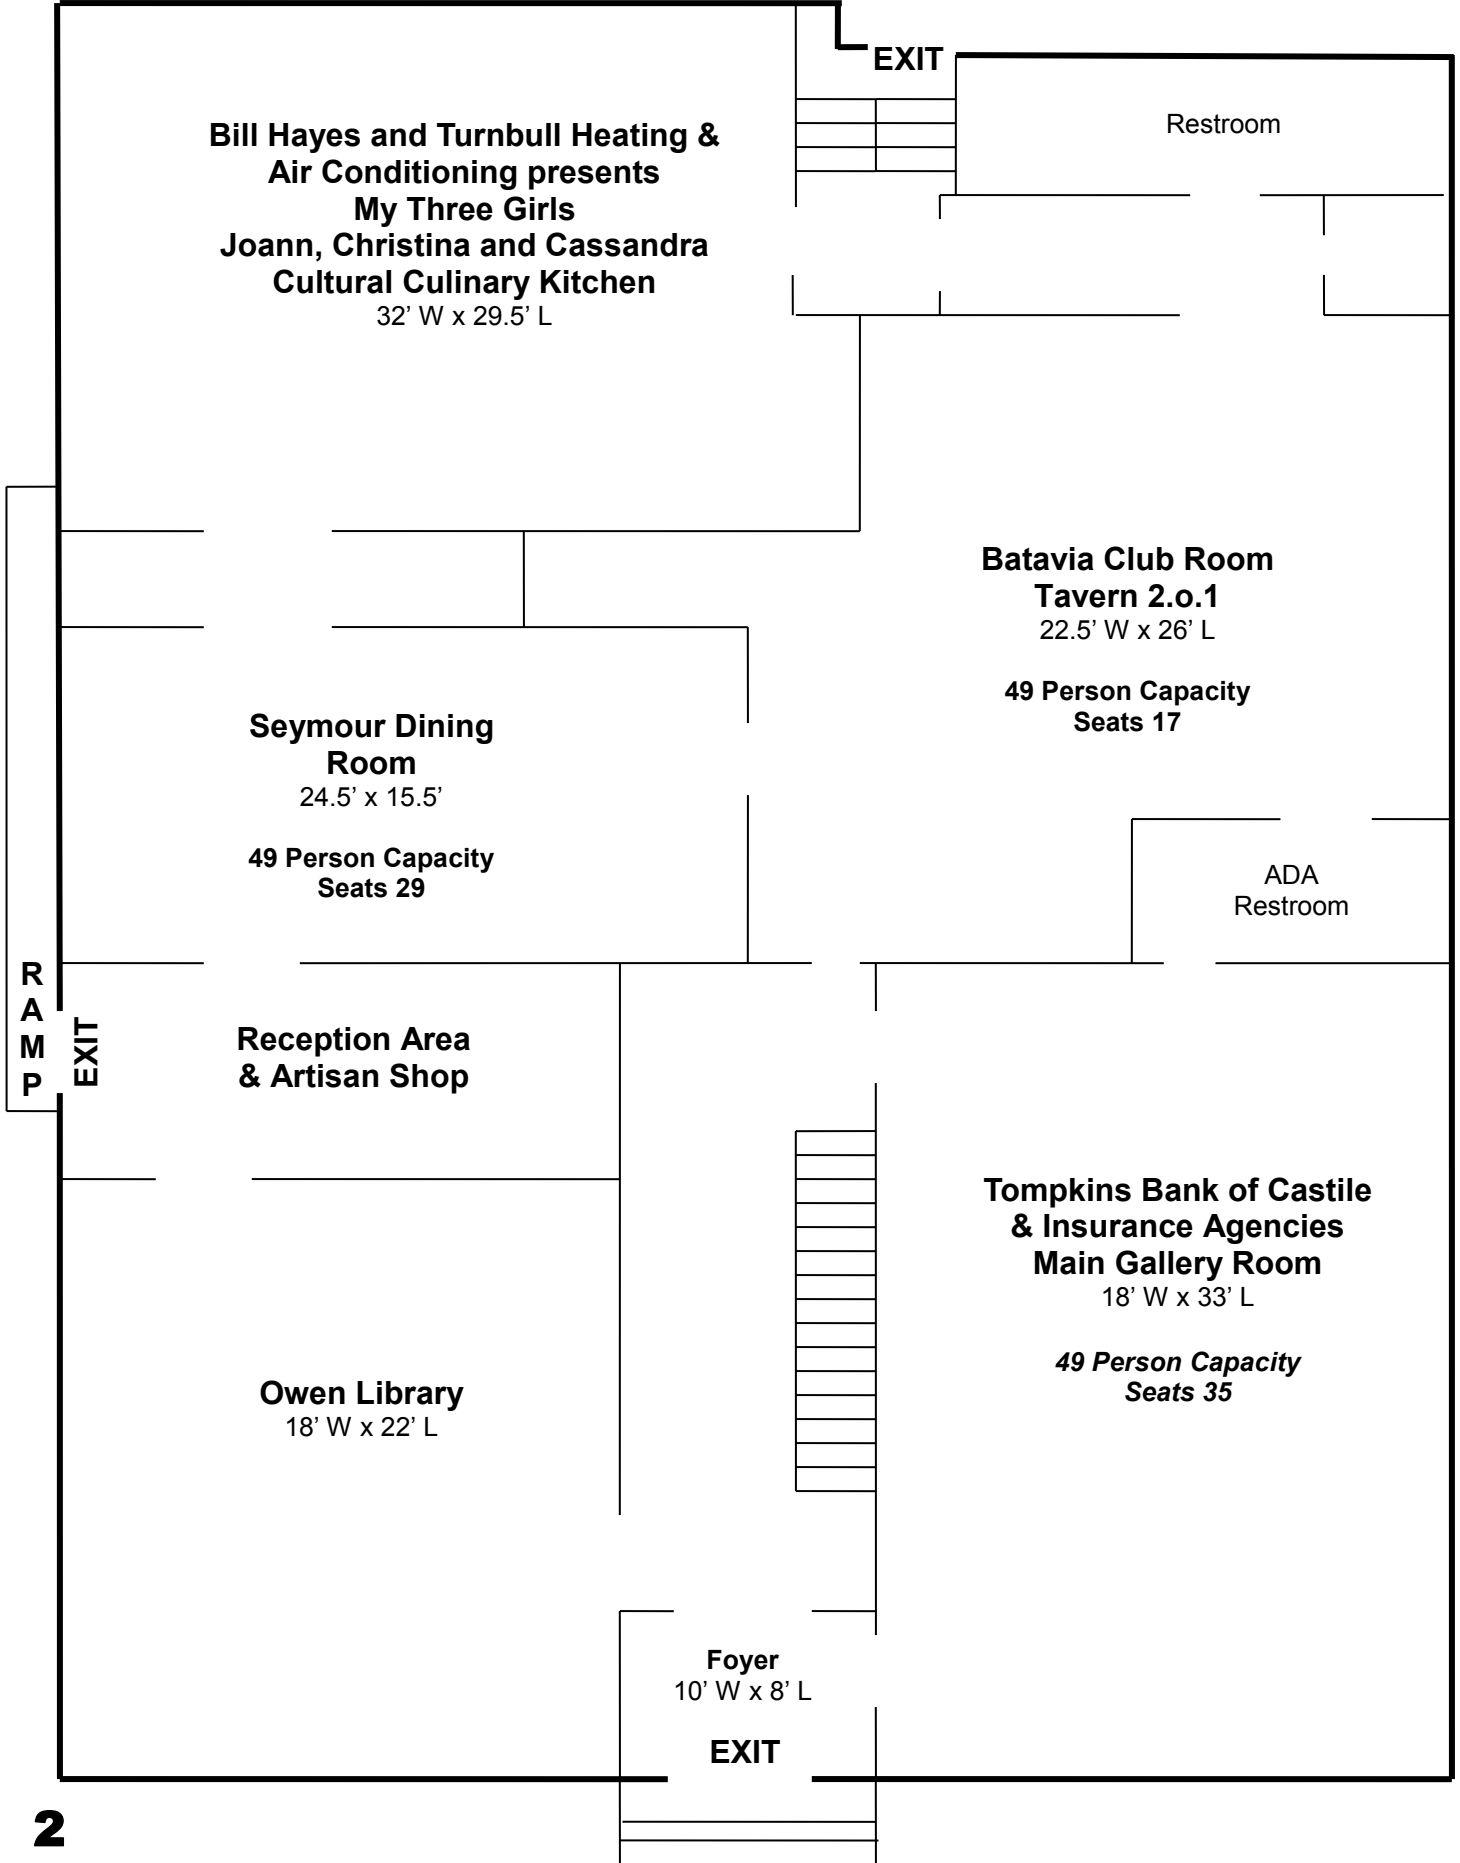 EXIT
Restroom
Bill Hayes and Turnbull Heating &
Air Conditioning presents
My Three Girls
Joann, Christina and Cassandra
Cultural Culinary Kitchen
32’ W x 29.5’ L
Batavia Club Room
Tavern 2.o.1
22.5’ W x 26’ L
49 Person Capacity
Seats 17
Seymour Dining
Room
24.5’ x 15.5’
49 Person Capacity
Seats 29
ADA
Restroom
RAMP
EXIT
Reception Area
& Artisan Shop
Tompkins Bank of Castile
& Insurance Agencies
Main Gallery Room
18’ W x 33’ L
49 Person Capacity
Seats 35
Owen Library
18’ W x 22’ L
Foyer
10’ W x 8’ L
EXIT
2